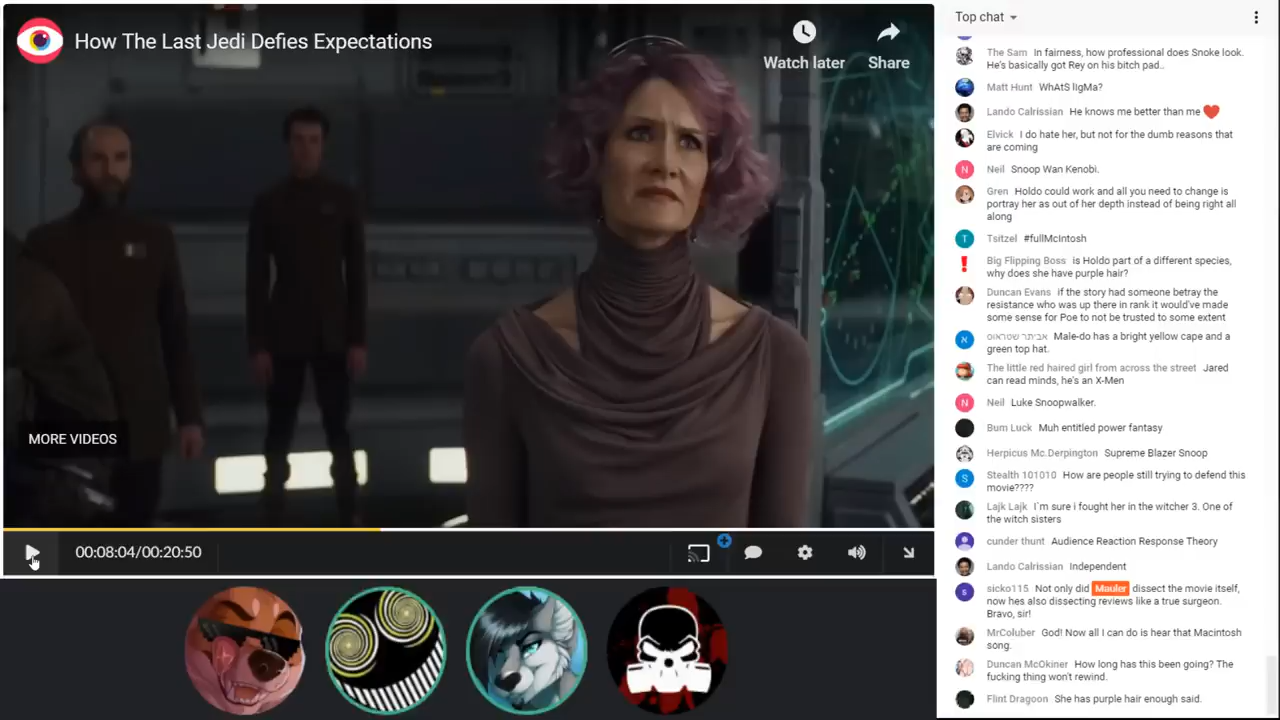 How The Last Jedi Defies Expectations
Watch later
Share
MORE VIDEOS
00:08:04/00:20:50
Top chat
The Sam In fairness, how professional does Snoke look.
He's basically got Rey on his bitch pad..
Matt Hunt WhAtS lIgMa?
Lando Calrissian He knows me better than me
Elvick I do hate her, but not for the dumb reasons that
are coming
N
Neil Snoop Wan Kenobi.
Gren Holdo could work and all you need to change is
portray her as out of her depth instead of being right all
along
T
Tsitzel #fullMcIntosh
Big Flipping Boss is Holdo part of a different species,
why does she have purple hair?
Duncan Evans if the story had someone betray the
resistance who was up there in rank it would've made
some sense for Poe to not be trusted to some extent
א
אביתר שטראוס Male-do has a bright yellow cape and a
green top hat.
The little red haired girl from across the street Jared
can read minds, he's an X-Men
N
Neil Luke Snoopwalker.
Bum Luck Muh entitled power fantasy
Herpicus Mc.Derpington Supreme Blazer Snoop
S
Stealth 101010 How are people still trying to defend this
movie????
Lajk Lajk I`m sure i fought her in the witcher 3. One of
the witch sisters
cunder thunt Audience Reaction Response Theory
Lando Calrissian Independent
s
sicko115 Not only did Mauler dissect the movie itself,
now hes also dissecting reviews like a true surgeon.
Bravo, sir!
MrColuber God! Now all I can do is hear that Macintosh
song.
Duncan McOkiner How long has this been going? The
fucking thing won't rewind.
Flint Dragoon She has purple hair enough said.